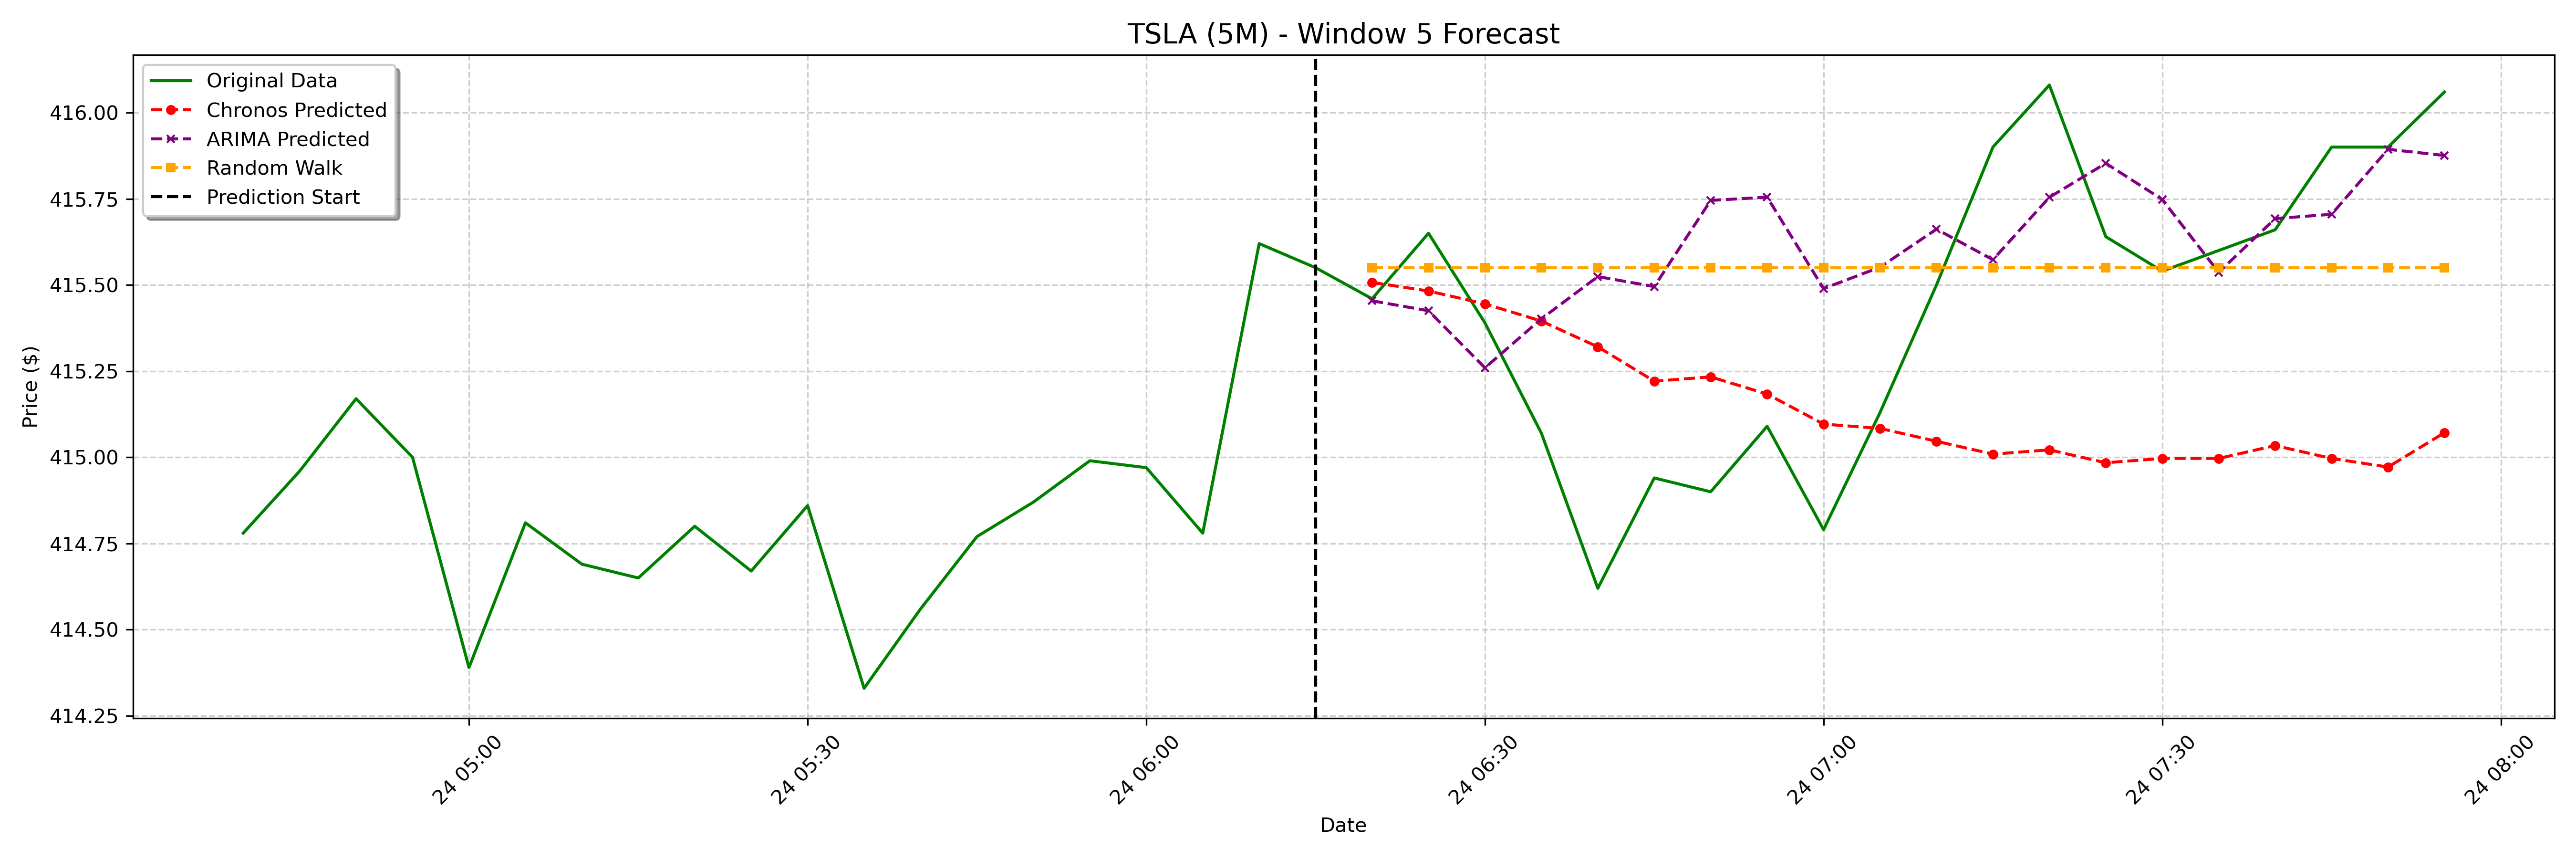 TSLA (5M) - Window 5 Forecast
Original Data
Chronos Predicted
ARIMA Predicted
Random Walk
Prediction Start
Price ($)
416.00
415.75
415.50
415.25
415.00
414.75
414.50
414.25
24 05:00
24 05:30
24 06:00
24 06:30
24 07:00
24 07:30
24 08:00
Date